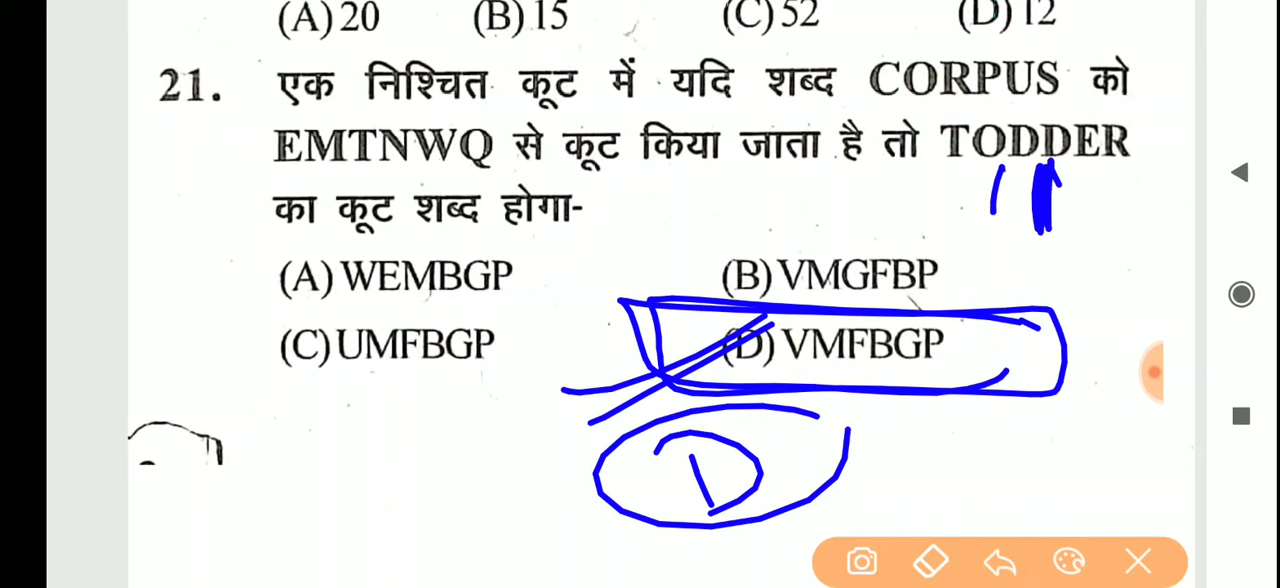 (A) 20 (B) 15 (C) 52 (D) 12
21. एक निश्चित कूट में यदि शब्द CORPUS को
EMTNWQ से कूट किया जाता है तो TODDER
का कूट शब्द होगा-
(A) WEMBGP (B) VMGFBP
(C) UMFBGP (D) VMFBGP
D